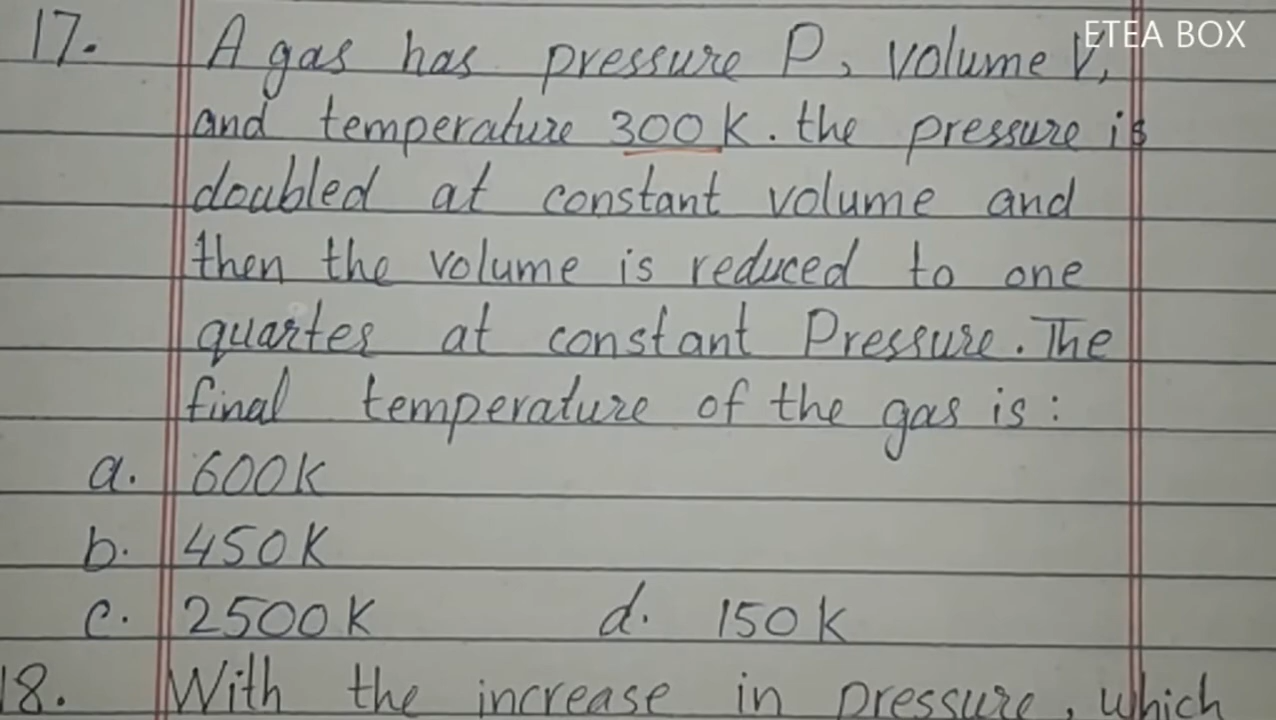 ETEA BOX
17. A gas has pressure P, volume V,
and temperature 300K. the pressure is
doubled at constant volume and
then the volume is reduced to one
quarter at constant Pressure. The
final temperature of the gas is:
a. 600K
b. 450K
c. 2500K d. 150K
18. With the increase in pressure, which